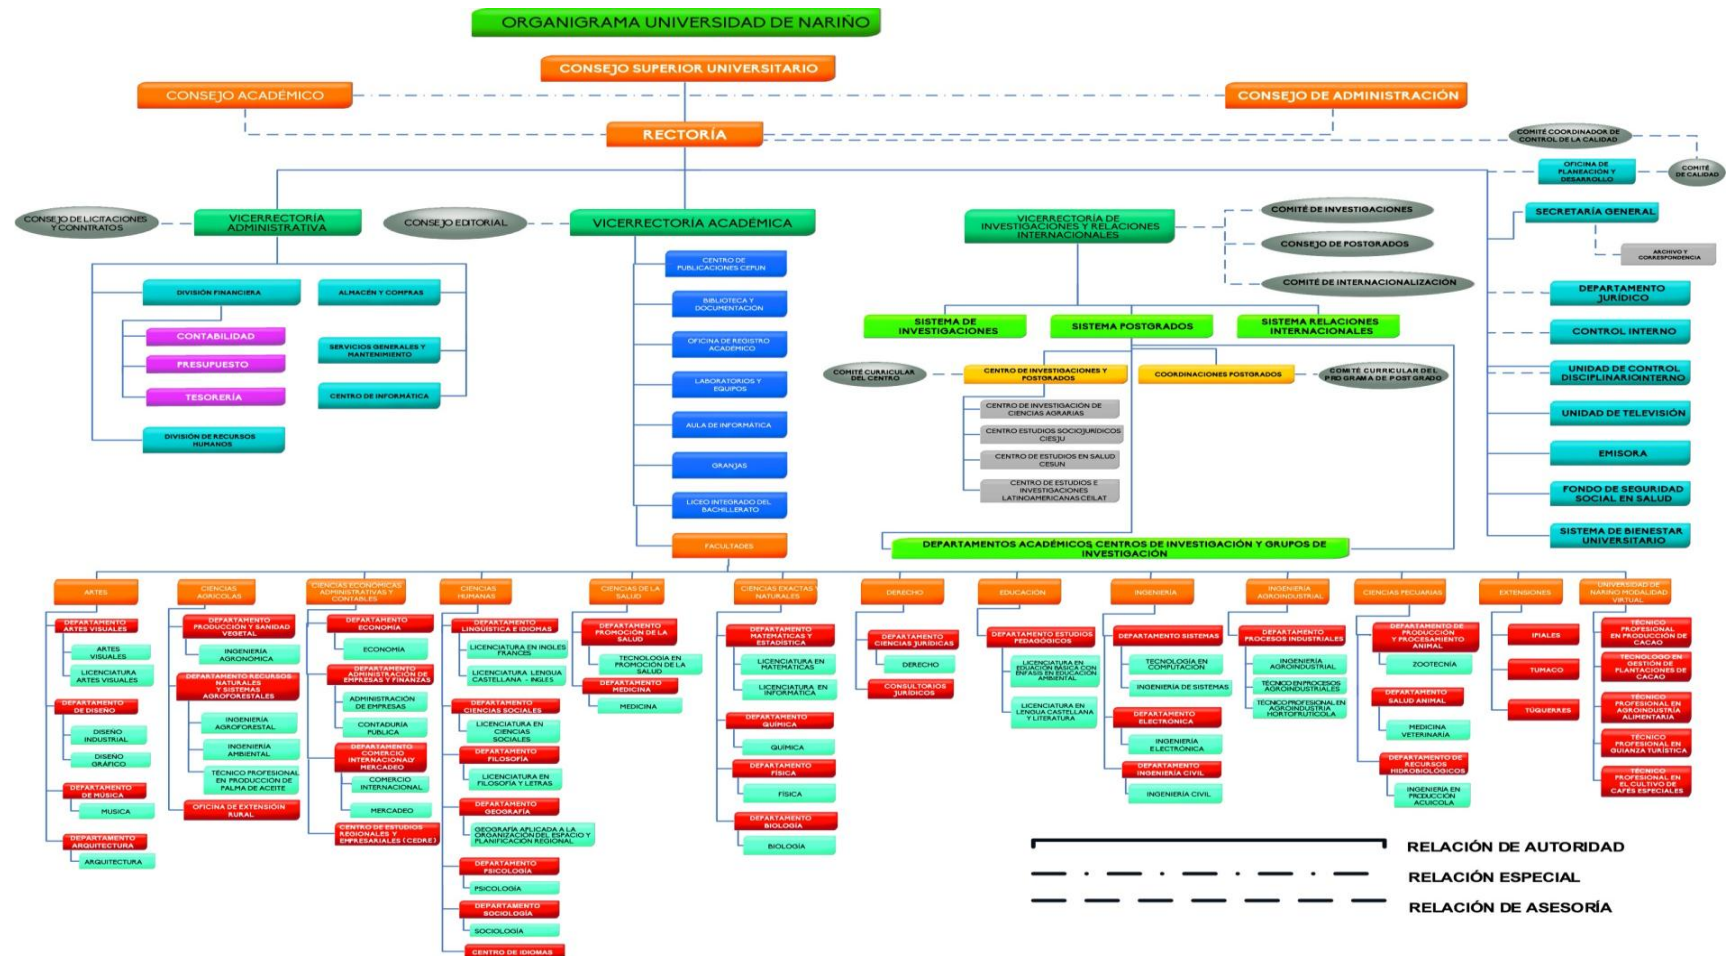 ORGANIGRAMA UNIVERSIDAD DE NARIÑO
CONSEJO SUPERIOR UNIVERSITARIO
CONSEJO ACADÉMICO
CONSEJO DE ADMINISTRACIÓN
RECTORÍA
COMITÉ COORDINADOR DE
CONTROL DE LA CALIDAD
OFICINA DE
PLANEACIÓN Y
DESARROLLO
COMITÉ
DE CALIDAD
CONSEJO DE LICITACIONES
Y CONNTRATOS
VICERRECTORÍA
ADMINISTRATIVA
CONSEJO EDITORIAL
VICERRECTORÍA ACADÉMICA
VICERRECTORÍA DE
INVESTIGACIONES Y RELACIONES
INTERNACIONALES
COMITÉ DE INVESTIGACIONES
CONSEJO DE POSTGRADOS
COMITÉ DE INTERNACIONALIZACIÓN
SECRETARÍA GENERAL
ARCHIVO Y
CORRESPONDENCIA
DIVISIÓN FINANCIERA
ALMACÉN Y COMPRAS
CONTABILIDAD
PRESUPUESTO
TESORERÍA
SERVICIOS GENERALES Y
MANTENIMIENTO
CENTRO DE INFORMÁTICA
DIVISIÓN DE RECURSOS
HUMANOS
CENTRO DE
PUBLICACIONES CEPUN
BIBLIOTECA Y
DOCUMENTACIÓN
OFICINA DE REGISTRO
ACADÉMICO
LABORATORIOS Y
EQUIPOS
AULA DE INFORMÁTICA
GRANJAS
LICEO INTEGRADO DEL
BACHILLERATO
FACULTADES
SISTEMA DE
INVESTIGACIONES
SISTEMA POSTGRADOS
SISTEMA RELACIONES
INTERNACIONALES
COMITÉ CURRICULAR
DEL CENTRO
CENTRO DE INVESTIGACIONES Y
POSTGRADOS
COORDINACIONES POSTGRADOS
COMITÉ CURRICULAR DEL
PROGRAMA DE POSTGRADO
CENTRO DE INVESTIGACIÓN DE
CIENCIAS AGRARIAS
CENTRO ESTUDIOS SOCIOJURÍDICOS
CIESJU
CENTRO DE ESTUDIOS EN SALUD
CESUN
CENTRO DE ESTUDIOS E
INVESTIGACIONES
LATINOAMERICANAS CEILAT
DEPARTAMENTOS ACADÉMICOS, CENTROS DE INVESTIGACIÓN Y GRUPOS DE
INVESTIGACIÓN
DEPARTAMENTO
JURÍDICO
CONTROL INTERNO
UNIDAD DE CONTROL
DISCIPLINARIO INTERNO
UNIDAD DE TELEVISIÓN
EMISORA
FONDO DE SEGURIDAD
SOCIAL EN SALUD
SISTEMA DE BIENESTAR
UNIVERSITARIO
ARTES
DEPARTAMENTO
ARTES VISUALES
ARTES
VISUALES
LICENCIATURA
ARTES VISUALES
DEPARTAMENTO
DE DISEÑO
DISEÑO
INDUSTRIAL
DISEÑO
GRÁFICO
DEPARTAMENTO
DE MÚSICA
MUSICA
DEPARTAMENTO
ARQUITECTURA
ARQUITECTURA
CIENCIAS
AGRICOLAS
DEPARTAMENTO
PRODUCCIÓN Y SANIDAD
VEGETAL
INGENIERÍA
AGRONÓMICA
DEPARTAMENTO RECURSOS
NATURALES
Y SISTEMAS
AGROFORESTALES
INGENIERÍA
AGROFORESTAL
INGENIERÍA
AMBIENTAL
TÉCNICO PROFESIONAL
EN PRODUCCIÓN DE
PALMA DE ACEITE
OFICINA DE EXTENSIÓN
RURAL
CIENCIAS ECONÓMICAS
ADMINISTRATIVAS Y
CONTABLES
DEPARTAMENTO
ECONOMÍA
ECONOMÍA
DEPARTAMENTO
ADMINISTRACIÓN DE
EMPRESAS Y FINANZAS
ADMINISTRACIÓN
DE EMPRESAS
CONTADURÍA
PUBLICA
DEPARTAMENTO
COMERCIO
INTERNACIONAL Y
MERCADEO
COMERCIO
INTERNACIONAL
MERCADEO
CENTRO DE ESTUDIOS
REGIONALES Y
EMPRESARIALES (CEDRE)
CIENCIAS
HUMANAS
DEPARTAMENTO
LINGÜÍSTICA E IDIOMAS
LICENCIATURA EN INGLES
FRANCES
LICENCIATURA LENGUA
CASTELLANA - INGLES
DEPARTAMENTO
CIENCIAS SOCIALES
LICENCIATURA EN
CIENCIAS
SOCIALES
DEPARTAMENTO
FILOSOFÍA
LICENCIATURA EN
FILOSOFÍA Y LETRAS
DEPARTAMENTO
GEOGRAFÍA
GEOGRAFÍA APLICADA A LA
ORGANIZACIÓN DEL ESPACIO Y
PLANIFICACIÓN REGIONAL
DEPARTAMENTO
PSICOLOGÍA
PSICOLOGÍA
DEPARTAMENTO
SOCIOLOGÍA
SOCIOLOGÍA
CENTRO DE IDIOMAS
CIENCIAS DE LA
SALUD
DEPARTAMENTO
PROMOCIÓN DE LA
SALUD
TECNOLOGÍA EN
PROMOCIÓN DE LA
SALUD
DEPARTAMENTO
MEDICINA
MEDICINA
CIENCIAS EXACTAS Y
NATURALES
DEPARTAMENTO
MATEMÁTICAS Y
ESTADÍSTICA
LICENCIATURA EN
MATEMÁTICAS
LICENCIATURA EN
INFORMÁTICA
DEPARTAMENTO
QUÍMICA
QUÍMICA
DEPARTAMENTO
FÍSICA
FÍSICA
DEPARTAMENTO
BIOLOGÍA
BIOLOGÍA
DERECHO
DEPARTAMENTO
CIENCIAS JURÍDICAS
DERECHO
CONSULTORIOS
JURÍDICOS
EDUCACIÓN
DEPARTAMENTO ESTUDIOS
PEDAGÓGICOS
LICENCIATURA EN
EDUACIÓN BÁSICA CON
ÉNFASIS EN EDUCACIÓN
AMBIENTAL
LICENCIATURA EN
LENGUA CASTELLANA
Y LITERATURA
INGENIERÍA
DEPARTAMENTO SISTEMAS
TECNOLOGÍA EN
COMPUTACIÓN
INGENIERÍA DE SISTEMAS
DEPARTAMENTO
ELECTRÓNICA
INGENIERÍA
ELECTRÓNICA
DEPARTAMENTO
INGENIERÍA CIVIL
INGENIERÍA CIVIL
INGENIERÍA
AGROINDUSTRIAL
DEPARTAMENTO
PROCESOS INDUSTRIALES
INGENIERÍA
AGROINDUSTRIAL
TÉCNICO EN PROCESOS
AGROINDUSTRIALES
TÉCNICO PROFESIONAL EN
AGROINDUSTRIA
HORTOFRUTÍCOLA
CIENCIAS PECUARIAS
DEPARTAMENTO DE
PRODUCCIÓN
Y PROCESAMIENTO
ANIMAL
ZOOTECNÍA
DEPARTAMENTO
SALUD ANIMAL
MEDICINA
VETERINARÍA
DEPARTAMENTO DE
RECURSOS
HIDROBIOLÓGICOS
INGENIERÍA EN
PRODUCCIÓN
ACUICOLA
EXTENSIONES
IPIALES
TUMACO
TÚQUERRES
UNIVERSIDAD DE
NARIÑO MODALIDAD
VIRTUAL
TÉCNICO
PROFESIONAL
EN PRODUCCIÓN DE
CACAO
TECNOLOGO EN
GESTIÓN DE
PLANTACIONES DE
CACAO
TÉCNICO
PROFESIONAL EN
AGROINDUSTRIA
ALIMENTARIA
TÉCNICO
PROFESIONAL EN
GUIANZA TURÍSTICA
TÉCNICO
PROFESIONAL EN
EL CULTIVO DE
CAFÉS ESPECIALES
RELACIÓN DE AUTORIDAD
RELACIÓN ESPECIAL
RELACIÓN DE ASESORÍA